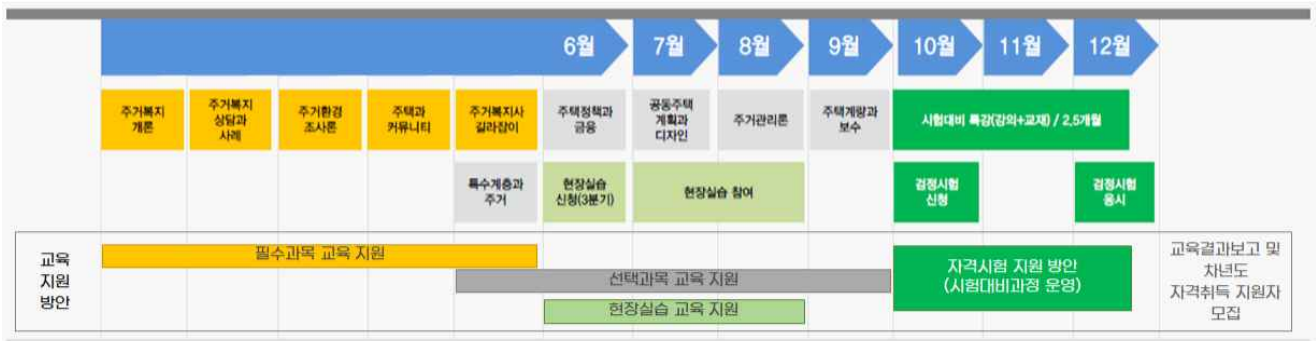 6월 7월 8월 9월 10월 11월 12월
주거복지
개론
주거복지
상담과
사례
주거환경
조사론
주택과
커뮤니티
주거복지사
길라잡이
주택정책과
금융
공동주택
계획과
디자인
주거관리론
주택계량과
보수
시험대비 특강(강의+교재) / 2.5개월
특수계층과
주거
현장실습
신청(3분기)
현장실습 참여
검정시험
신청
검정시험
응시
교육
지원
방안
필수과목 교육 지원
선택과목 교육 지원
현장실습 교육 지원
자격시험 지원 방안
(시험대비과정 운영)
교육결과보고 및
차년도
자격취득 지원자
모집